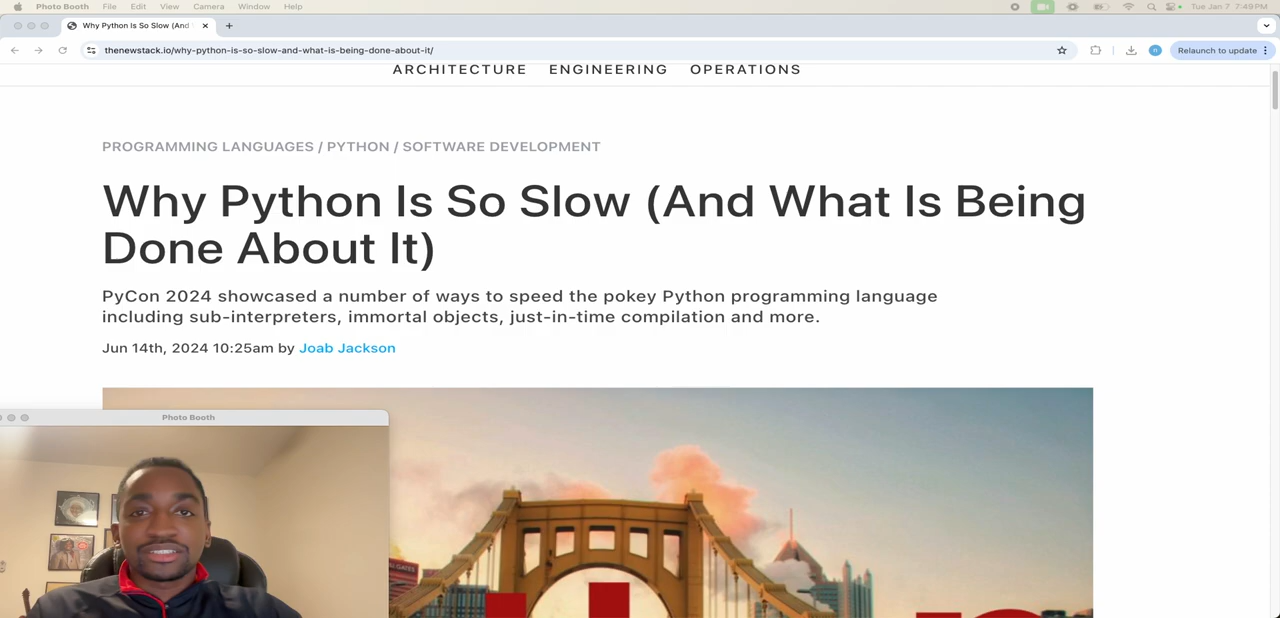 Photo Booth File Edit View Camera Window Help Tue Jan 7 7:49 PM
Why Python Is So Slow (And
thenewstack.io/why-python-is-so-slow-and-what-is-being-done-about-it/ n Relaunch to update
ARCHITECTURE ENGINEERING OPERATIONS
PROGRAMMING LANGUAGES / PYTHON / SOFTWARE DEVELOPMENT
Why Python Is So Slow (And What Is Being
Done About It)
PyCon 2024 showcased a number of ways to speed the pokey Python programming language
including sub-interpreters, immortal objects, just-in-time compilation and more.
Jun 14th, 2024 10:25am by Joab Jackson
Photo Booth